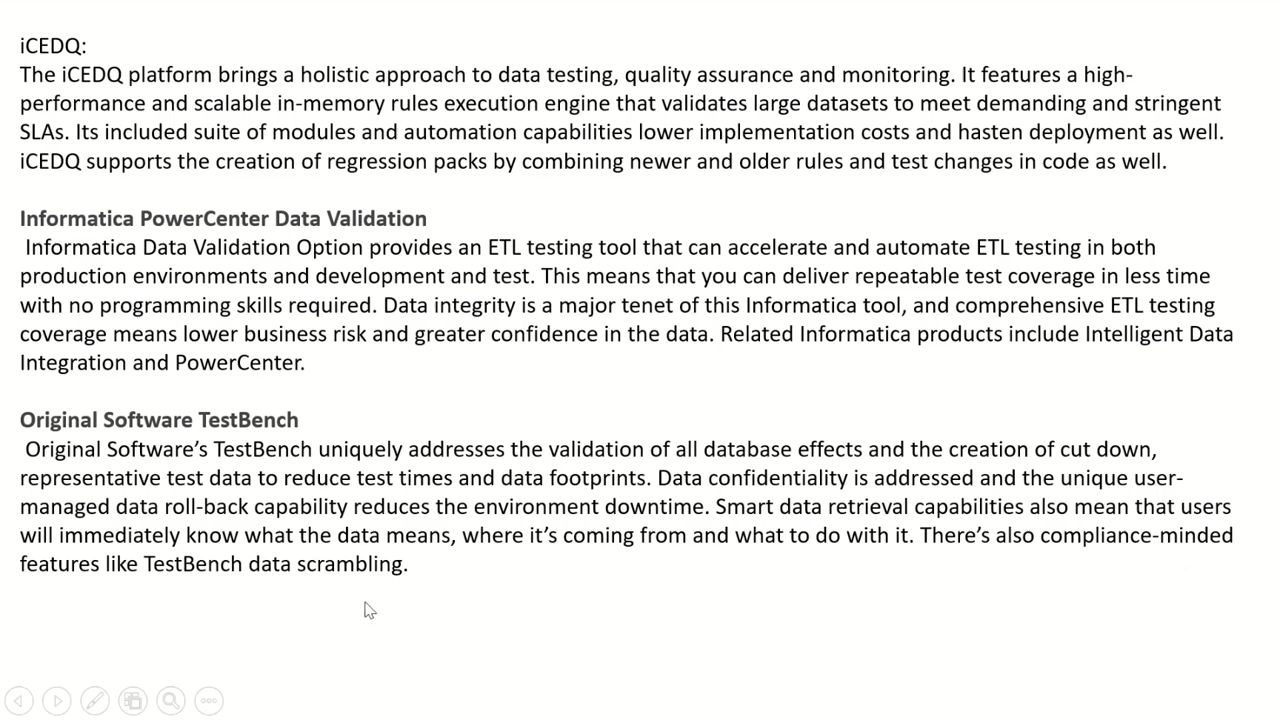 iCEDQ:
The iCEDQ platform brings a holistic approach to data testing, quality assurance and monitoring. It features a high-
performance and scalable in-memory rules execution engine that validates large datasets to meet demanding and stringent
SLAs. Its included suite of modules and automation capabilities lower implementation costs and hasten deployment as well.
iCEDQ supports the creation of regression packs by combining newer and older rules and test changes in code as well.
Informatica PowerCenter Data Validation
Informatica Data Validation Option provides an ETL testing tool that can accelerate and automate ETL testing in both
production environments and development and test. This means that you can deliver repeatable test coverage in less time
with no programming skills required. Data integrity is a major tenet of this Informatica tool, and comprehensive ETL testing
coverage means lower business risk and greater confidence in the data. Related Informatica products include Intelligent Data
Integration and PowerCenter.
Original Software TestBench
Original Software’s TestBench uniquely addresses the validation of all database effects and the creation of cut down,
representative test data to reduce test times and data footprints. Data confidentiality is addressed and the unique user-
managed data roll-back capability reduces the environment downtime. Smart data retrieval capabilities also mean that users
will immediately know what the data means, where it’s coming from and what to do with it. There’s also compliance-minded
features like TestBench data scrambling.